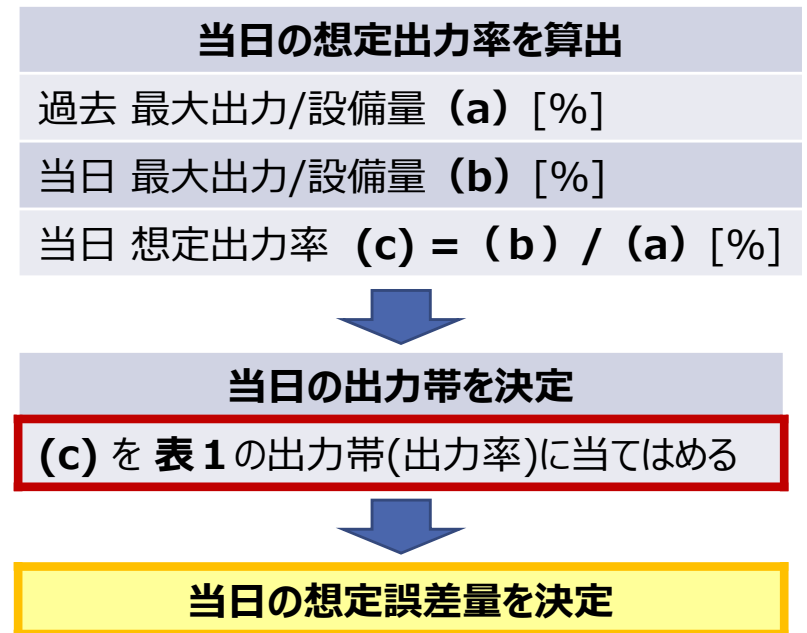 当日の想定出力率を算出
過去 最大出力/設備量（a）[%]
当日 最大出力/設備量（b）[%]
当日 想定出力率 (c) =（b）/（a）[%]
当日の出力帯を決定
(c) を 表１の出力帯(出力率)に当てはめる
当日の想定誤差量を決定